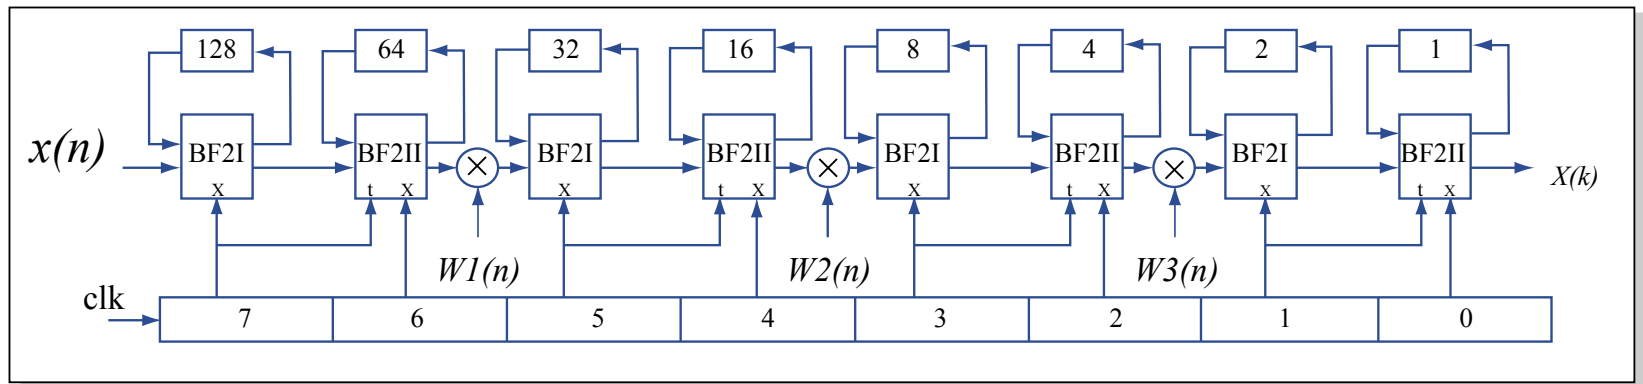 128 64 32 16 8 4 2 1
x(n) BF2I BF2II BF2I BF2II BF2I BF2II BF2I BF2II X(k)
X t X X t X X t X X t X
W1(n) W2(n) W3(n)
clk 7 6 5 4 3 2 1 0